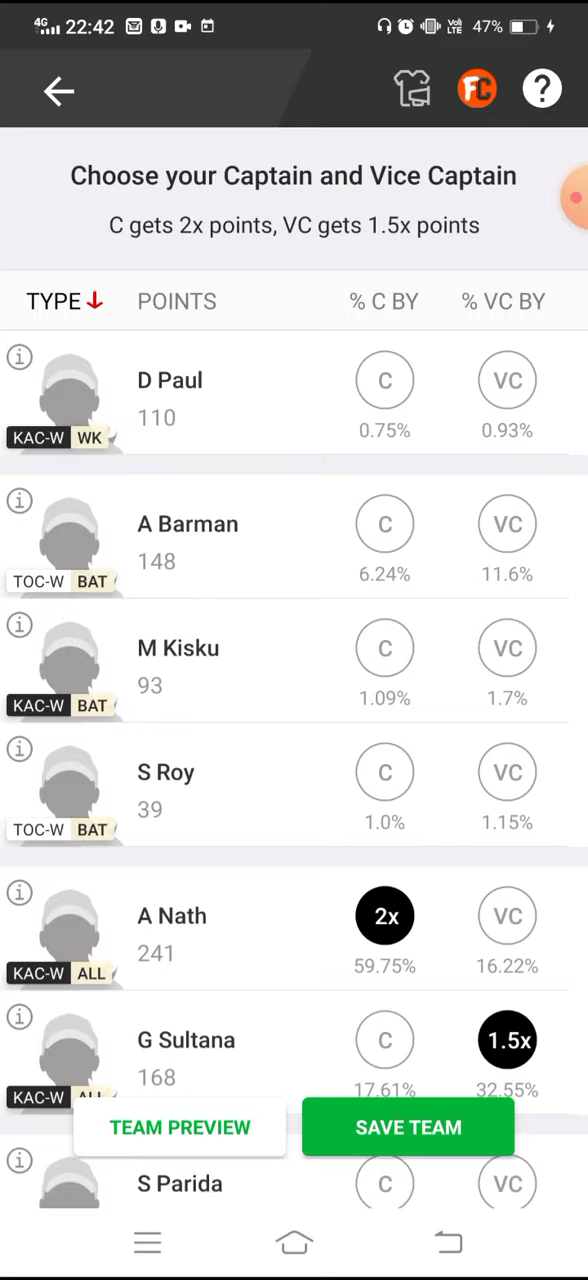 4G 22:42 Vo) LTE 47%
FC ?
Choose your Captain and Vice Captain
C gets 2x points, VC gets 1.5x points
TYPE POINTS % C BY % VC BY
i D Paul C VC
110 0.75% 0.93%
KAC-W WK
i A Barman C VC
148 6.24% 11.6%
TOC-W BAT
i M Kisku C VC
93 1.09% 1.7%
KAC-W BAT
i S Roy C VC
39 1.0% 1.15%
TOC-W BAT
i A Nath 2x VC
241 59.75% 16.22%
KAC-W ALL
i G Sultana C 1.5x
168 17.61% 32.55%
KAC-W ALL
TEAM PREVIEW SAVE TEAM
i S Parida C VC